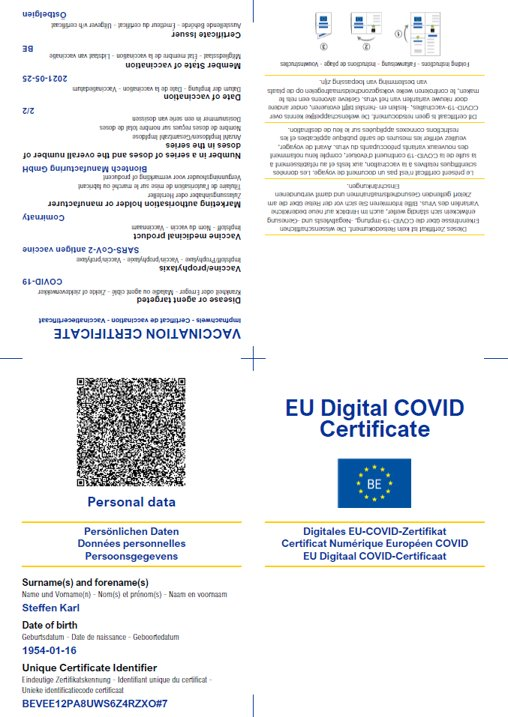 VACCINATION CERTIFICATE
Impfnachweis - Certificat de vaccination - Vaccinatiecertificaat
Disease or agent targeted
Krankheit oder Erreger - Maladie ou agent ciblé - Ziekte of ziekteverwekker
COVID-19
Vaccine/prophylaxis
Impfstoff/Prophylaxe - Vaccin/prophylaxie - Vaccin/profylaxe
SARS-CoV-2 antigen vaccine
Vaccine medicinal product
Impfstoff - Nom du vaccin - Vaccinnaam
Comirnaty
Marketing authorisation holder or manufacturer
Zulassungsinhaber oder Hersteller
Titulaire de l'autorisation de mise sur le marché ou fabricant
Vergunninghouder voor vermarkting of producent
Biontech Manufacturing GmbH
Number in a series of doses and the overall number of
doses in the series
Anzahl Impfdosen/Gesamtzahl Impfdosen
Nombre de doses reçues sur nombre total de doses
Dosisnummer in een serie van dosissen
2/2
Date of vaccination
Datum der Impfung - Date de la vaccination - Vaccinatiedatum
2021-05-25
Member State of vaccination
Mitgliedstaat - État membre de la vaccination - Lidstaat van vaccinatie
BE
Certificate issuer
Ausstellende Behörde - Émetteur du certificat - Uitgever v/h certificaat
Ostbelgien
Dieses Zertifikat ist kein Reisedokument. Die wissenschaftlichen
Erkenntnisse über die COVID-19-Impfung, -Negativtests und -Genesung
entwickeln sich ständig weiter, auch im Hinblick auf neue bedenkliche
Varianten des Virus. Bitte informieren Sie sich vor der Reise über die am
Zielort geltenden Gesundheitsmaßnahmen und damit verbundenen
Einschränkungen.
Le présent certificat n'est pas un document de voyage. Les données
scientifiques relatives à la vaccination, aux tests et au rétablissement à
la suite de la COVID-19 continuent d'évoluer, compte tenu notamment
des nouveaux variants préoccupants du virus. Avant de voyager,
veuillez vérifier les mesures de santé publique applicables et les
restrictions connexes appliquées sur le lieu de destination.
Dit certificaat is geen reisdocument. De wetenschappelijke kennis over
COVID-19-vaccinaties, -testen en -herstel blijft evolueren, onder andere
door nieuwe varianten van het virus. Gelieve alvorens een reis te
maken, te controleren welke volksgezondheidsmaatregelen op de plaats
van bestemming van toepassing zijn.
Folding instructions - Faltanweisung - Instructions de pliage - Vouwinstructies
1
2
3
Personal data
Persönlichen Daten
Données personnelles
Persoonsgegevens
Surname(s) and forename(s)
Name und Vorname(n) - Nom(s) et prénom(s) - Naam en voornaam
Steffen Karl
Date of birth
Geburtsdatum - Date de naissance - Geboortedatum
1954-01-16
Unique Certificate Identifier
Eindeutige Zertifikatskennung - Identifiant unique du certificat -
Unieke identificatiecode certificaat
BEVEE12PA8UWS6Z4RZXO#7
EU Digital COVID
Certificate
BE
Digitales EU-COVID-Zertifikat
Certificat Numérique Européen COVID
EU Digitaal COVID-Certificaat